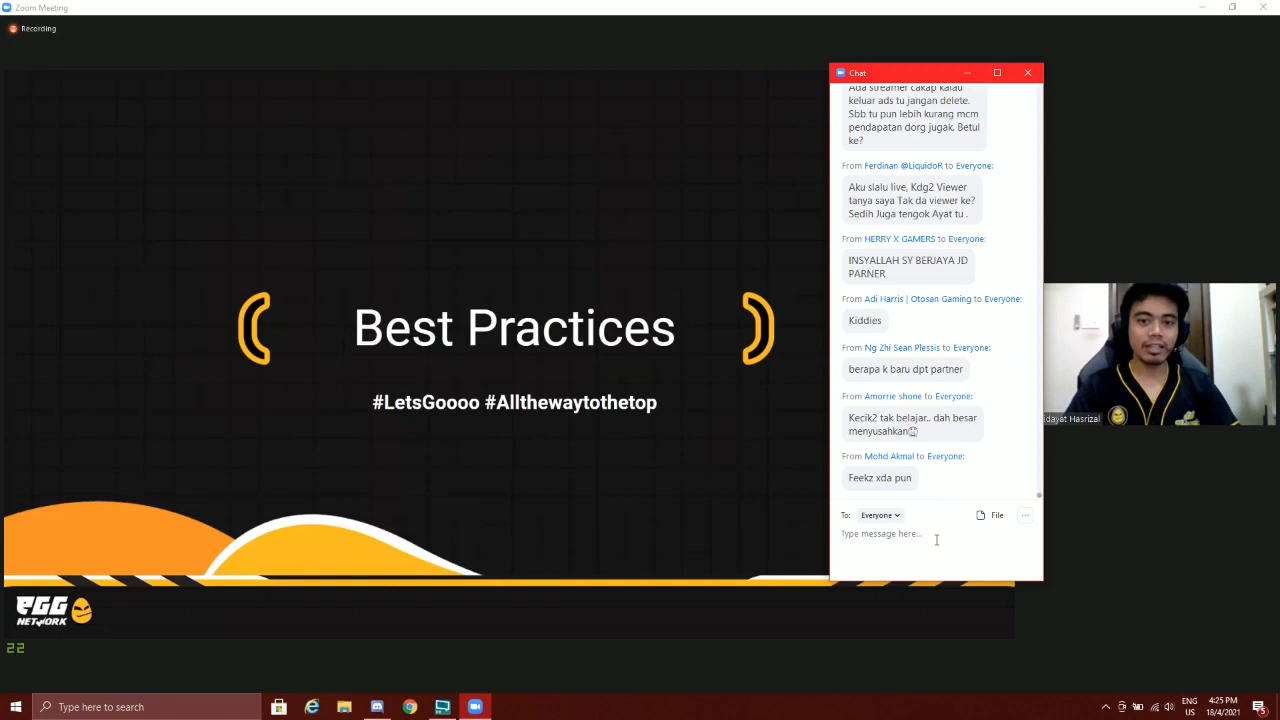 Zoom Meeting
Recording
Best Practices
#LetsGoooo #Allthewaytothetop
eGG
NETWORK
22
Chat
Ada streamer cakap kalau
keluar ads tu jangan delete.
Sbb tu pun lebih kurang mcm
pendapatan dorg jugak. Betul
ke?
From Ferdinan @LiquidoR to Everyone:
Aku slalu live, Kdg2 Viewer
tanya saya Tak da viewer ke?
Sedih Juga tengok Ayat tu .
From HERRY X GAMERS to Everyone:
INSYALLAH SY BERJAYA JD
PARNER
From Adi Harris | Otosan Gaming to Everyone:
Kiddies
From Ng Zhi Sean Plessis to Everyone:
berapa k baru dpt partner
From Amorrie shone to Everyone:
Kecik2 tak belajar.. dah besar
menyusahkan
From Mohd Akmal to Everyone:
Feekz xda pun
To: Everyone
File
Type message here...
idayat Hasrizal
Type here to search
ENG
US
4:25 PM
18/4/2021
5